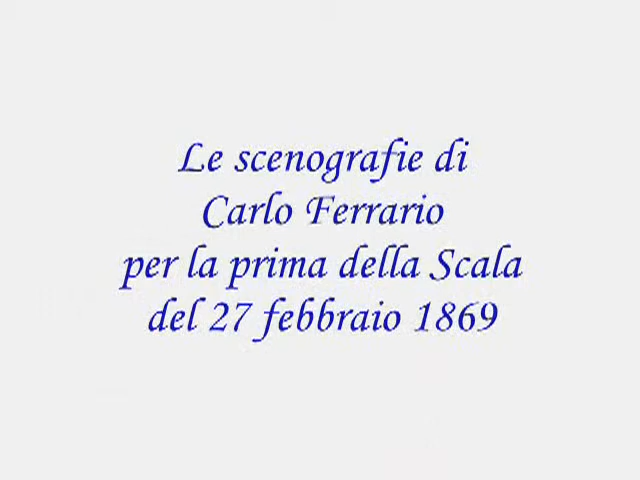 Le scenografie di
Carlo Ferrario
per la prima della Scala
del 27 febbraio 1869